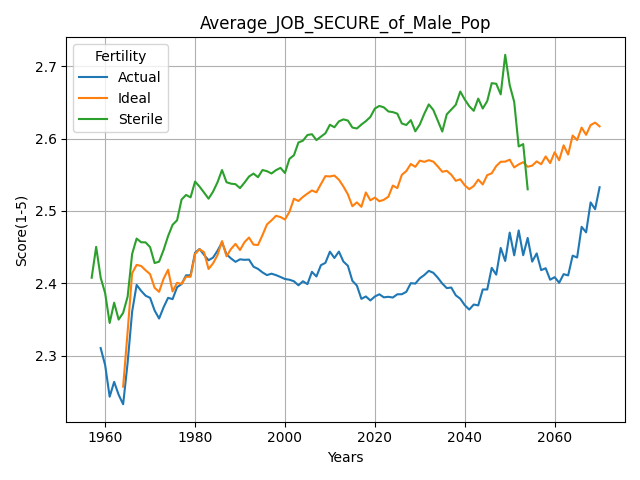 Average_JOB_SECURE_of_Male_Pop
Fertility
Actual
Ideal
Sterile
Score(1-5)
2.7
2.6
2.5
2.4
2.3
1960 1980 2000 2020 2040 2060
Years